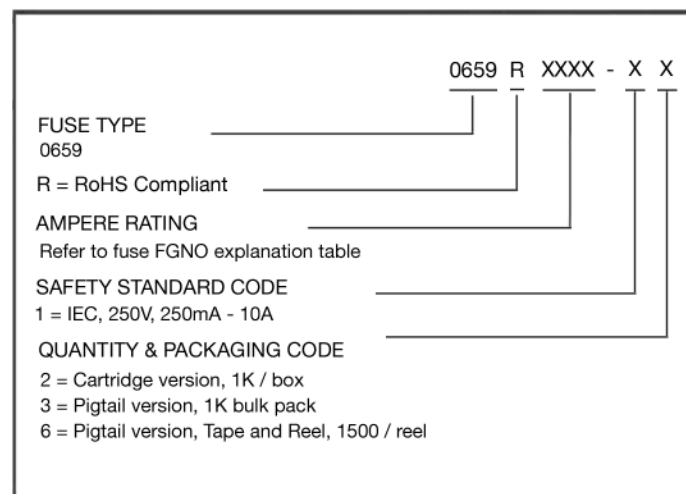 0659 R XXXX - X X
FUSE TYPE
0659
R = RoHS Compliant
AMPERE RATING
Refer to fuse FGNO explanation table
SAFETY STANDARD CODE
1 = IEC, 250V, 250mA - 10A
QUANTITY & PACKAGING CODE
2 = Cartridge version, 1K / box
3 = Pigtail version, 1K bulk pack
6 = Pigtail version, Tape and Reel, 1500 / reel